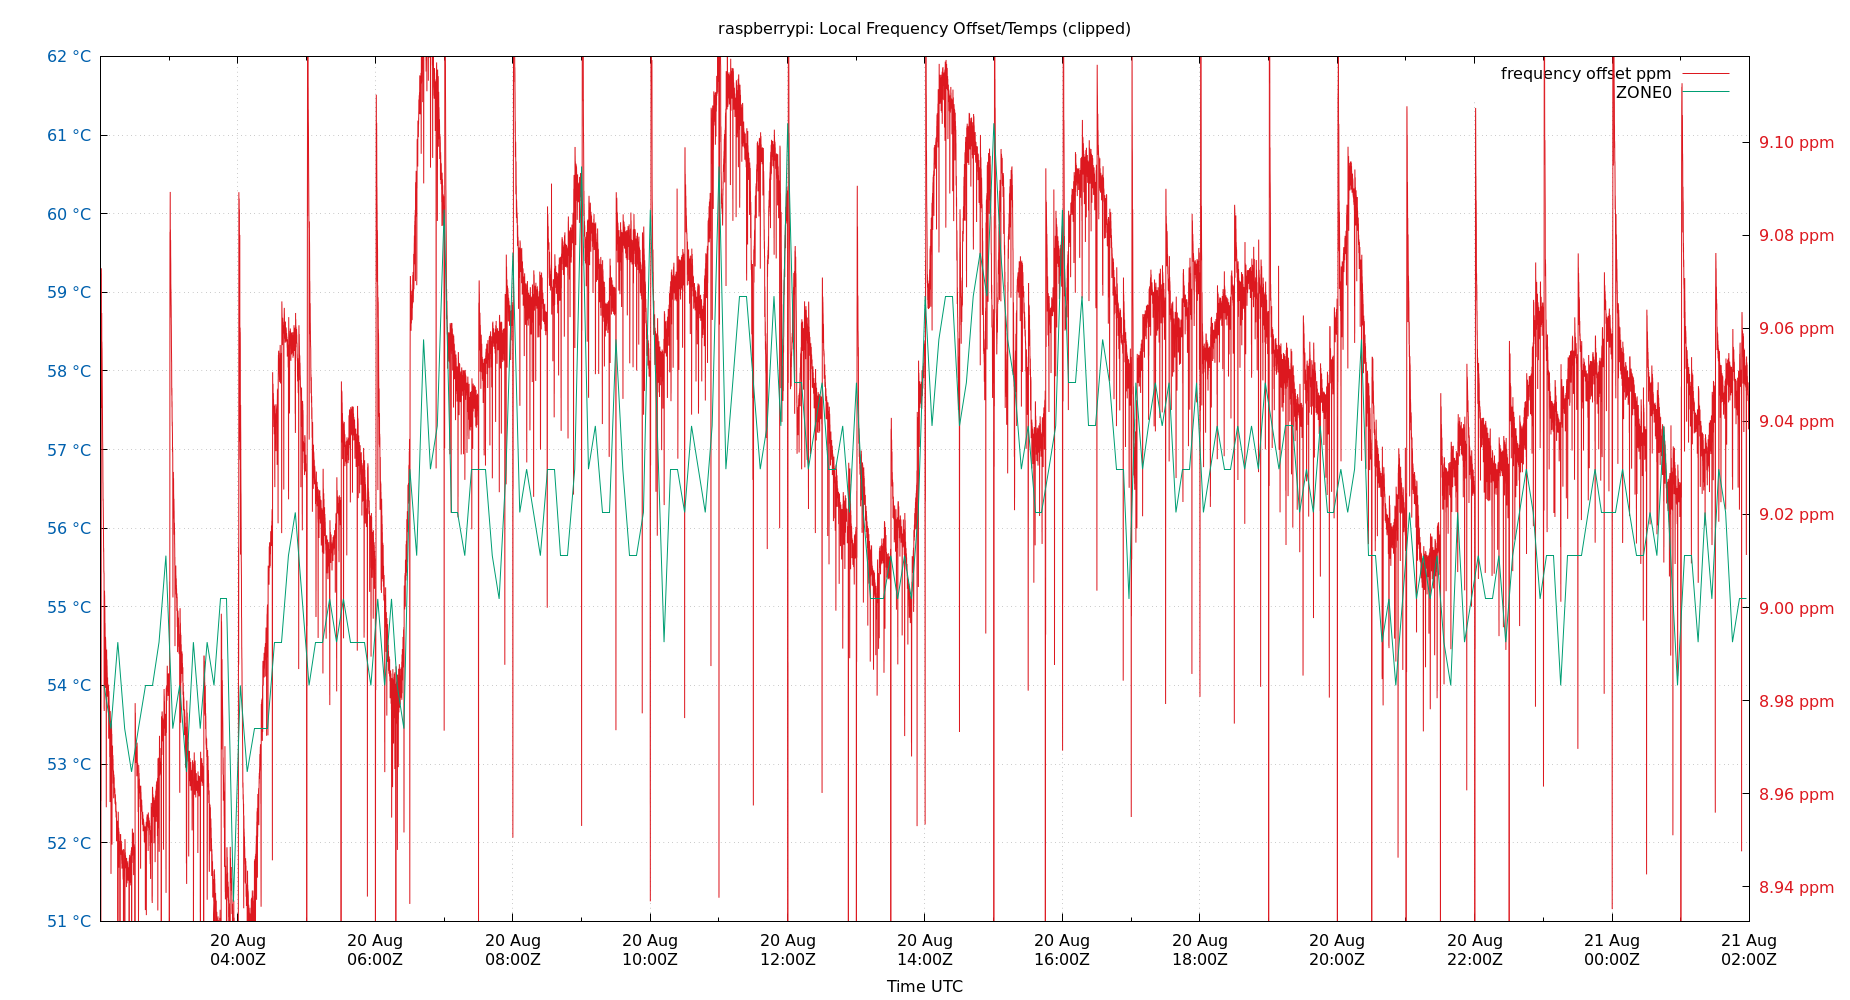 raspberrypi: Local Frequency Offset/Temps (clipped)
frequency offset ppm
ZONE0
62 °C
61 °C
60 °C
59 °C
58 °C
57 °C
56 °C
55 °C
54 °C
53 °C
52 °C
51 °C
9.10 ppm
9.08 ppm
9.06 ppm
9.04 ppm
9.02 ppm
9.00 ppm
8.98 ppm
8.96 ppm
8.94 ppm
20 Aug 20 Aug 20 Aug 20 Aug 20 Aug 20 Aug 20 Aug 20 Aug 20 Aug 20 Aug 21 Aug 21 Aug
04:00Z 06:00Z 08:00Z 10:00Z 12:00Z 14:00Z 16:00Z 18:00Z 20:00Z 22:00Z 00:00Z 02:00Z
Time UTC